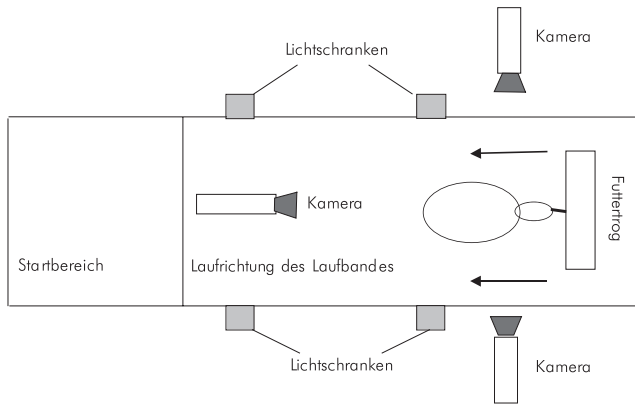 Kamera
Lichtschranken
Futtertrog
Kamera
Startbereich
Laufrichtung des Laufbandes
Lichtschranken
Kamera